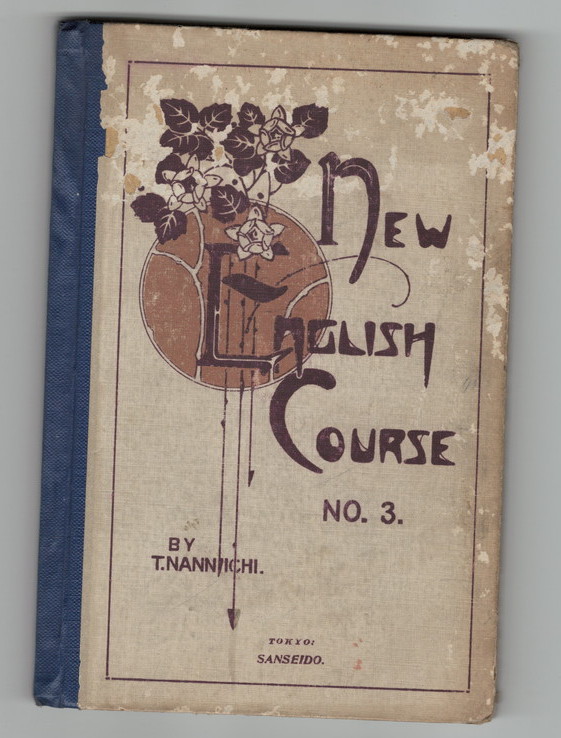 NEW
ENGLISH
COURSE
NO. 3.
BY
T.NANNICHI.
TOKYO:
SANSEIDO.